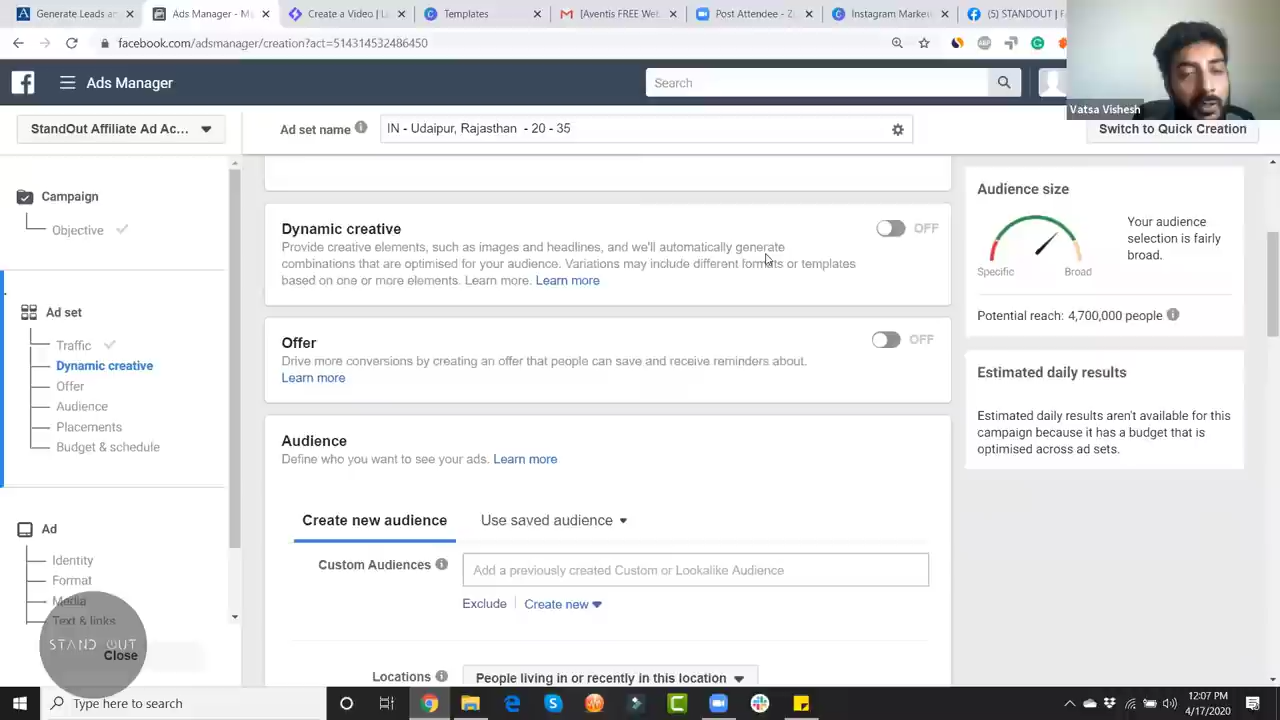 Generate Leads an
Ads Manager - M
Create a Video | L
Templates
[Aventis FREE Web
Post Attendee - Z
Instagram Market
(5) STANDOUT | F
facebook.com/adsmanager/creation?act=514314532486450
ABP
Ads Manager
Search
Vatsa Vishesh
StandOut Affiliate Ad Ac...
Ad set name
IN - Udaipur, Rajasthan - 20 - 35
Switch to Quick Creation
Campaign
Objective
Ad set
Traffic
Dynamic creative
Offer
Audience
Placements
Budget & schedule
Ad
Identity
Format
Media
Text & links
STAND OUT
Close
Dynamic creative
OFF
Provide creative elements, such as images and headlines, and we'll automatically generate
combinations that are optimised for your audience. Variations may include different formats or templates
based on one or more elements. Learn more. Learn more
Offer
OFF
Drive more conversions by creating an offer that people can save and receive reminders about.
Learn more
Audience
Define who you want to see your ads. Learn more
Create new audience
Use saved audience
Custom Audiences
Add a previously created Custom or Lookalike Audience
Exclude
Create new
Locations
People living in or recently in this location
Audience size
Your audience
selection is fairly
broad.
Specific
Broad
Potential reach: 4,700,000 people
Estimated daily results
Estimated daily results aren't available for this
campaign because it has a budget that is
optimised across ad sets.
Type here to search
12:07 PM
4/17/2020